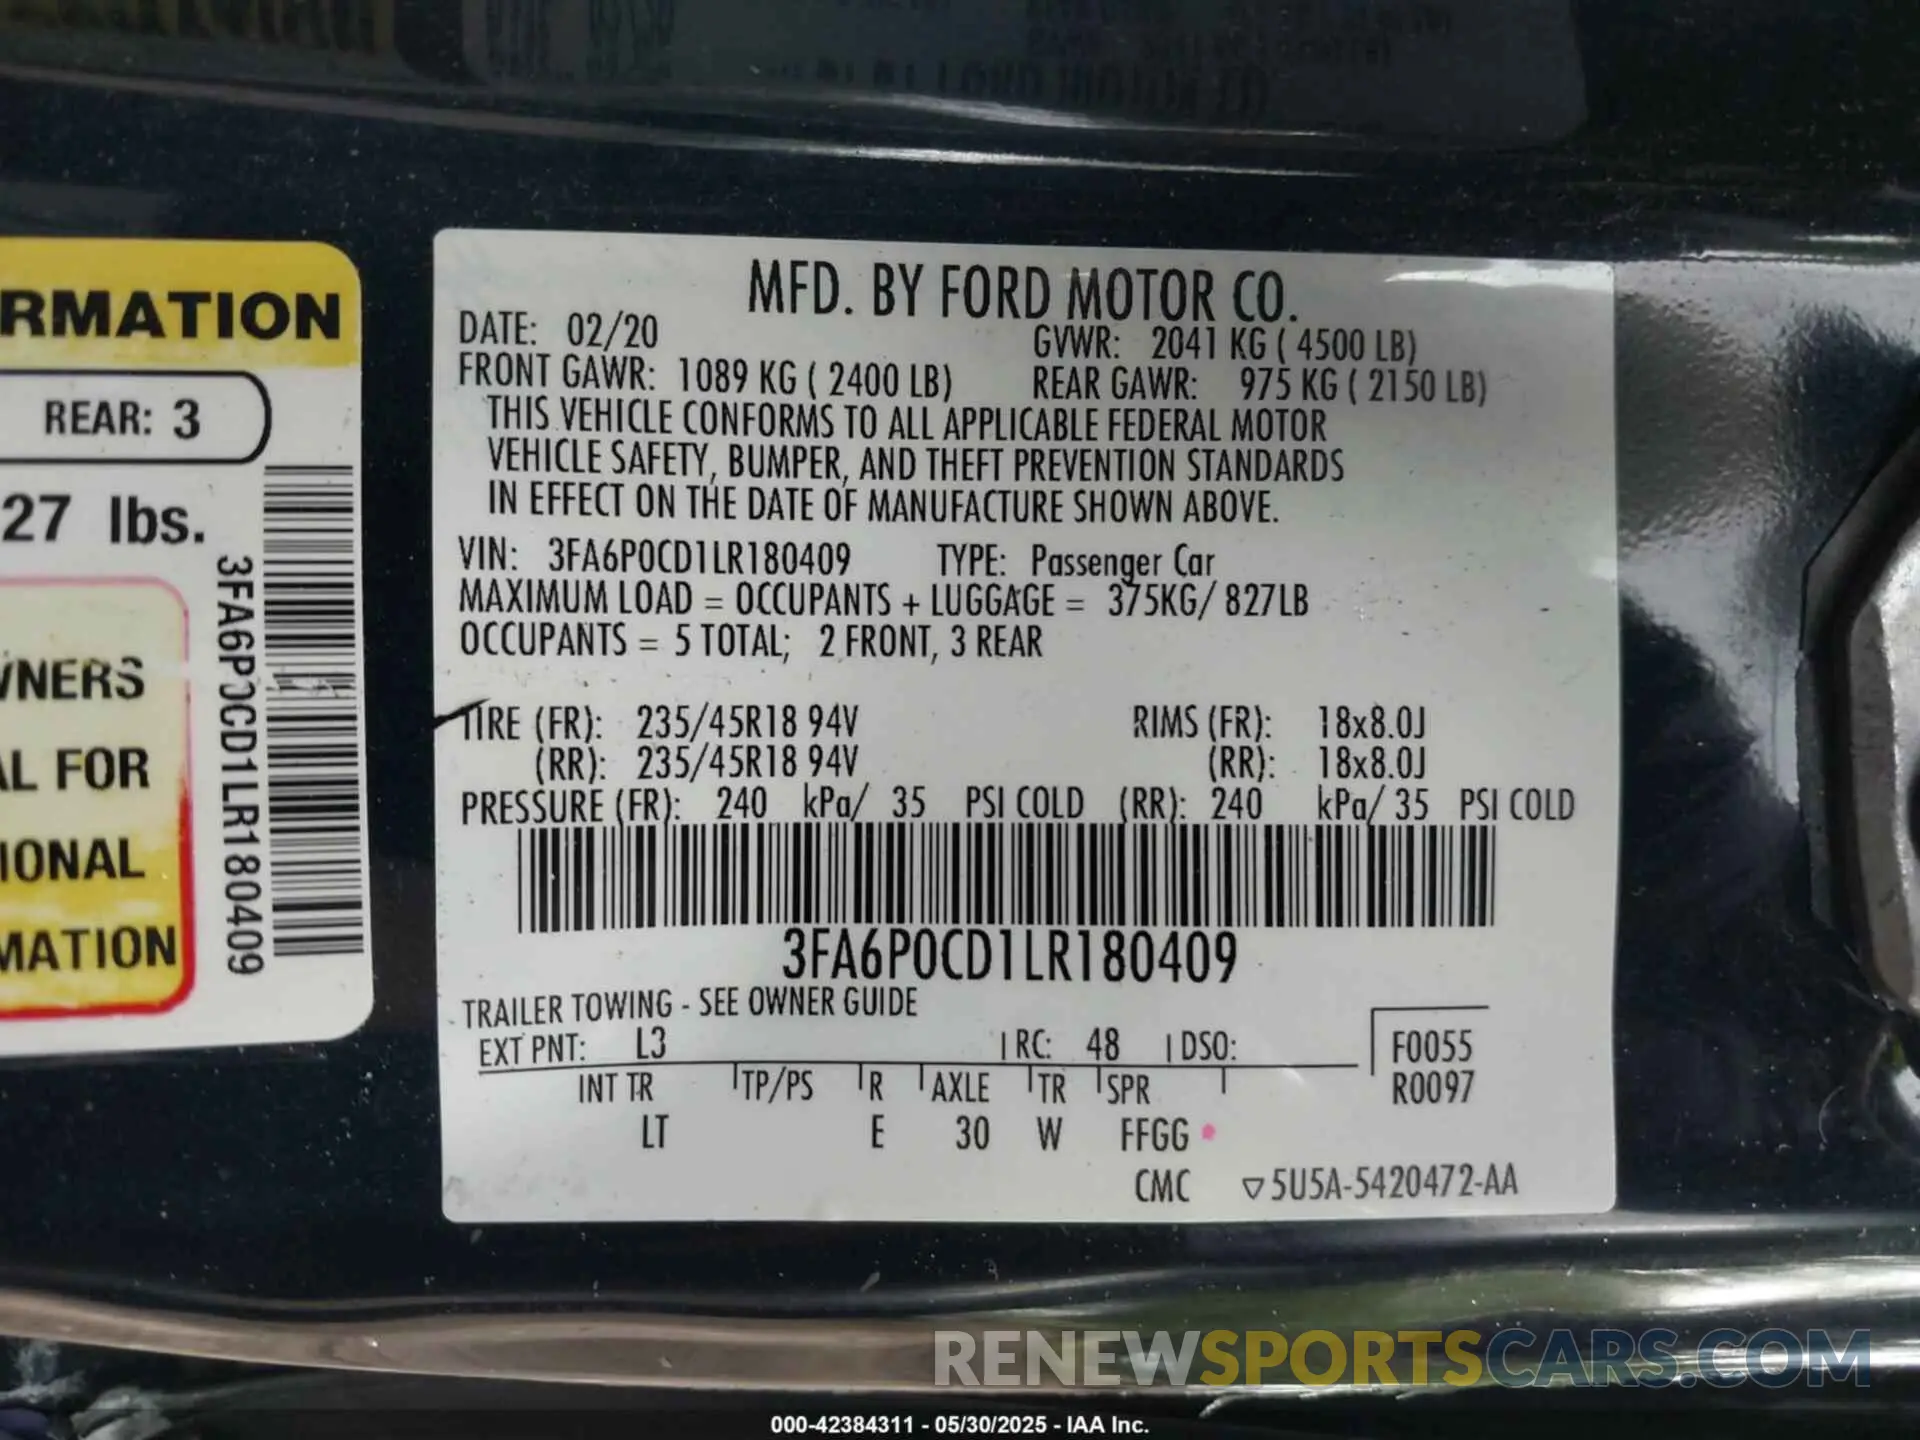 RMATION
REAR: 3
27 lbs.
WNERS
AL FOR
IONAL
MATION
3FA6P0CD1LR180409
MFD. BY FORD MOTOR CO.
DATE: 02/20 GVWR: 2041 KG ( 4500 LB)
FRONT GAWR: 1089 KG ( 2400 LB) REAR GAWR: 975 KG ( 2150 LB)
THIS VEHICLE CONFORMS TO ALL APPLICABLE FEDERAL MOTOR
VEHICLE SAFETY, BUMPER, AND THEFT PREVENTION STANDARDS
IN EFFECT ON THE DATE OF MANUFACTURE SHOWN ABOVE.
VIN: 3FA6P0CD1LR180409 TYPE: Passenger Car
MAXIMUM LOAD = OCCUPANTS + LUGGAGE = 375KG/ 827LB
OCCUPANTS = 5 TOTAL; 2 FRONT, 3 REAR
TIRE (FR): 235/45R18 94V RIMS (FR): 18x8.0J
(RR): 235/45R18 94V (RR): 18x8.0J
PRESSURE (FR): 240 kPa/ 35 PSI COLD (RR): 240 kPa/ 35 PSI COLD
3FA6P0CD1LR180409
TRAILER TOWING - SEE OWNER GUIDE
EXT PNT: L3 RC: 48 DSO: F0055
INT TR TP/PS R AXLE TR SPR R0097
LT E 30 W FFGG
CMC ▽5U5A-5420472-AA
RENEWSPORTSCARS.COM
000-42384311 - 05/30/2025 - IAA Inc.